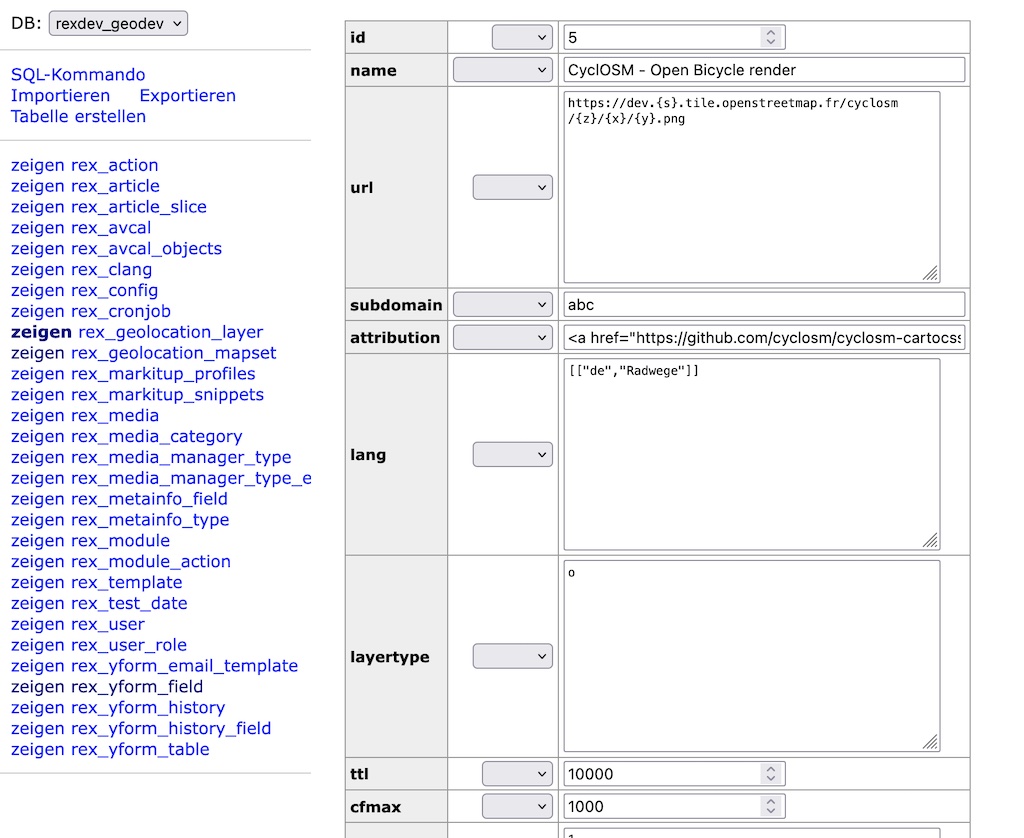 DB: rexdev_geodev
SQL-Kommando
Importieren Exportieren
Tabelle erstellen
zeigen rex_action
zeigen rex_article
zeigen rex_article_slice
zeigen rex_avcal
zeigen rex_avcal_objects
zeigen rex_clang
zeigen rex_config
zeigen rex_cronjob
zeigen rex_geolocation_layer
zeigen rex_geolocation_mapset
zeigen rex_markitup_profiles
zeigen rex_markitup_snippets
zeigen rex_media
zeigen rex_media_category
zeigen rex_media_manager_type
zeigen rex_media_manager_type_e
zeigen rex_metainfo_field
zeigen rex_metainfo_type
zeigen rex_module
zeigen rex_module_action
zeigen rex_template
zeigen rex_test_date
zeigen rex_user
zeigen rex_user_role
zeigen rex_yform_email_template
zeigen rex_yform_field
zeigen rex_yform_history
zeigen rex_yform_history_field
zeigen rex_yform_table
id 5
name CyclOSM - Open Bicycle render
url
https://dev.{s}.tile.openstreetmap.fr/cyclosm
/{z}/{x}/{y}.png
subdomain abc
attribution <a href="https://github.com/cyclosm/cyclosm-cartocss
lang
[["de","Radwege"]]
layertype
o
ttl 10000
cfmax 1000